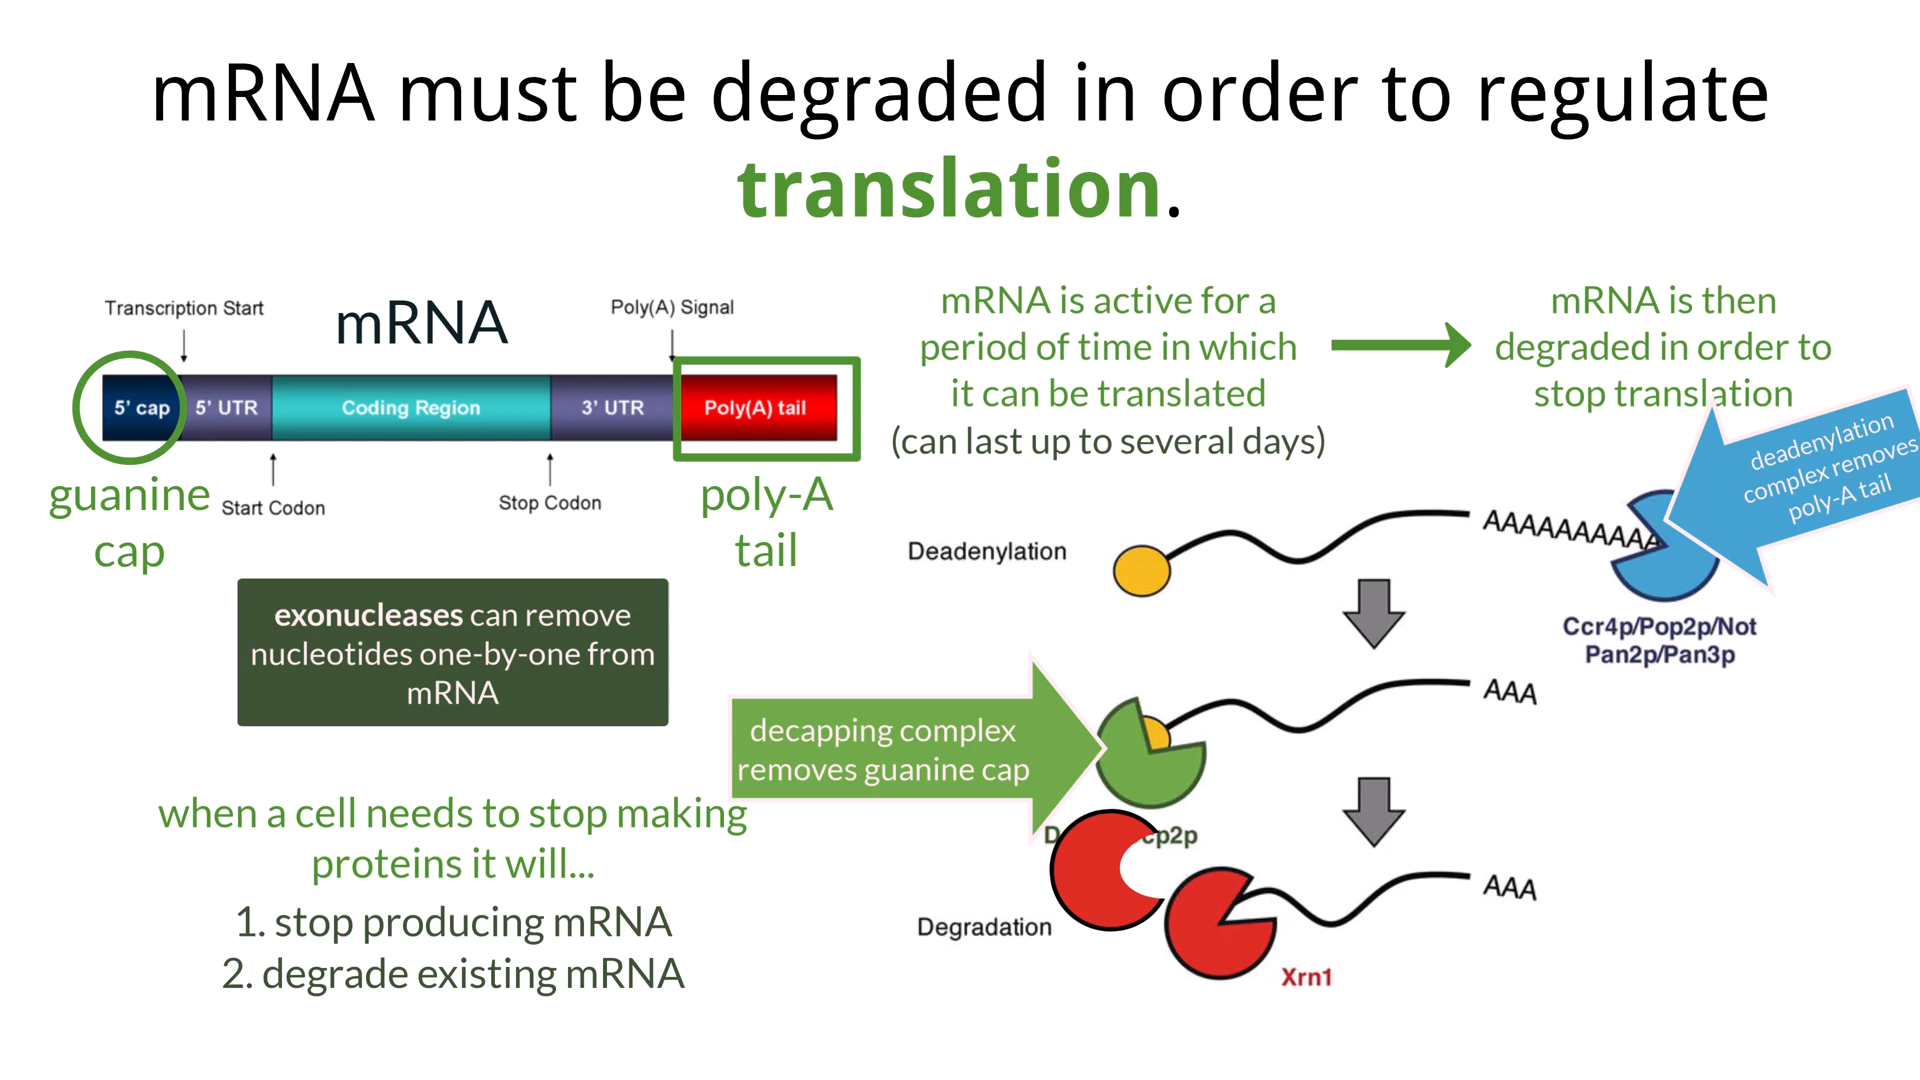 mRNA must be degraded in order to regulate
translation.
Transcription Start
mRNA
Poly(A) Signal
5' cap
5' UTR
Coding Region
3' UTR
Poly(A) tail
guanine
cap
Start Codon
Stop Codon
poly-A
tail
exonucleases can remove
nucleotides one-by-one from
mRNA
when a cell needs to stop making
proteins it will...
1. stop producing mRNA
2. degrade existing mRNA
mRNA is active for a
period of time in which
it can be translated
(can last up to several days)
mRNA is then
degraded in order to
stop translation
deadenylation
complex removes
poly-A tail
Deadenylation
AAAAAAAAAA
Ccr4p/Pop2p/Not
Pan2p/Pan3p
decapping complex
removes guanine cap
AAA
Degradation
AAA
Xrn1